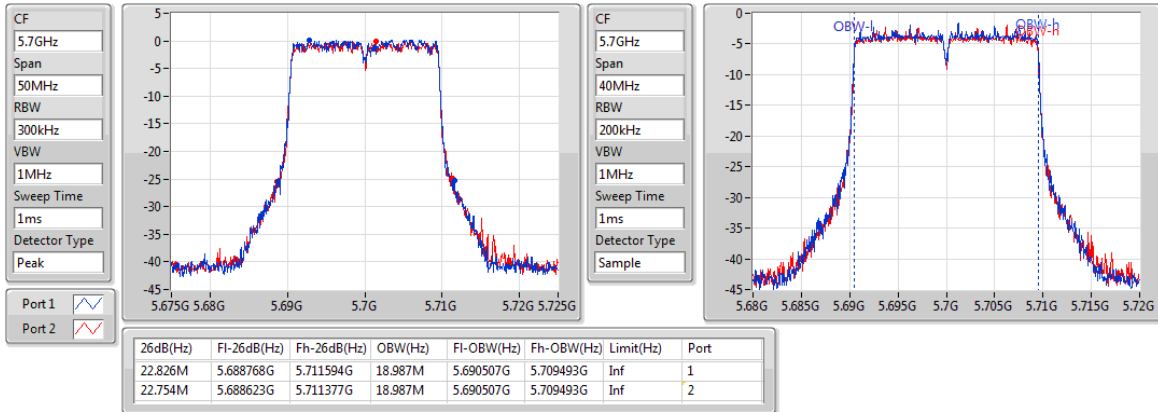 CF
5.7GHz
Span
50MHz
RBW
300kHz
VBW
1MHz
Sweep Time
1ms
Detector Type
Peak
Port 1
Port 2
5
0
-5
-10
-15
-20
-25
-30
-35
-40
-45
5.675G 5.68G 5.69G 5.7G 5.71G 5.72G 5.725G
CF
5.7GHz
Span
40MHz
RBW
200kHz
VBW
1MHz
Sweep Time
1ms
Detector Type
Sample
0
-5
-10
-15
-20
-25
-30
-35
-40
-45
OBW-l OBW-h
OBW-h
5.68G 5.685G 5.69G 5.695G 5.7G 5.705G 5.71G 5.715G 5.72G
26dB(Hz) Fl-26dB(Hz) Fh-26dB(Hz) OBW(Hz) Fl-OBW(Hz) Fh-OBW(Hz) Limit(Hz) Port
22.826M 5.688768G 5.711594G 18.987M 5.690507G 5.709493G Inf 1
22.754M 5.688623G 5.711377G 18.987M 5.690507G 5.709493G Inf 2